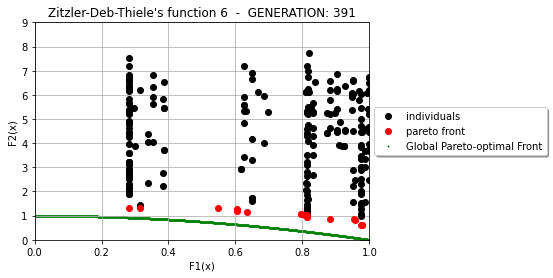 Zitzler-Deb-Thiele's function 6 - GENERATION: 391
9
8
7
6
5
4
3
2
1
0
F2(x)
0.0 0.2 0.4 0.6 0.8 1.0
F1(x)
individuals
pareto front
Global Pareto-optimal Front